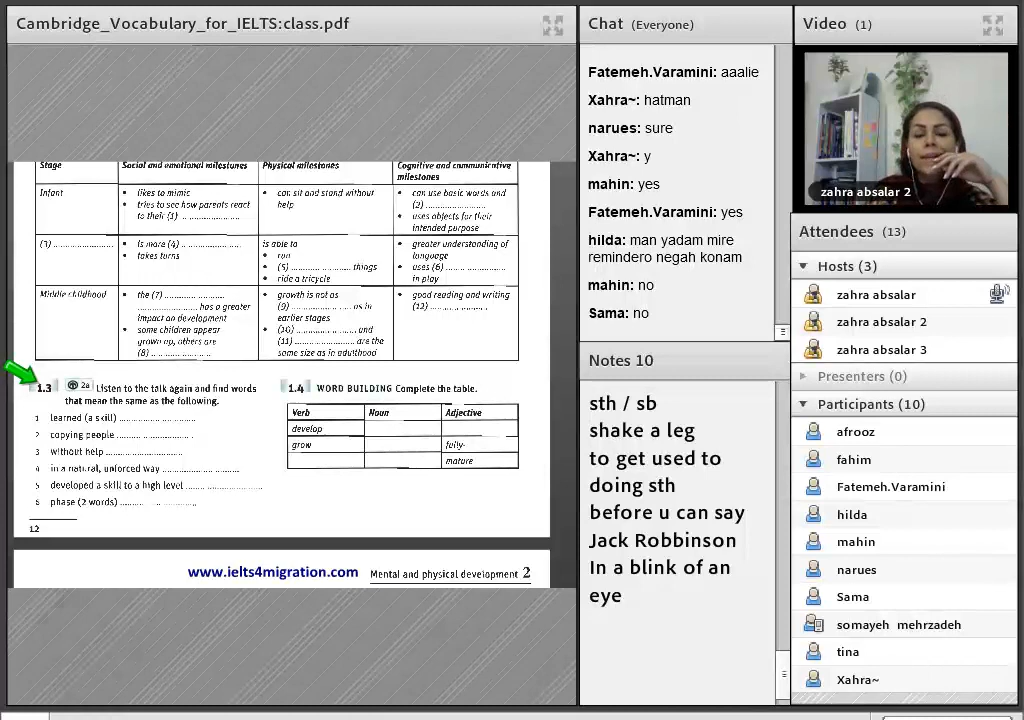 Cambridge_Vocabulary_for_IELTS:class.pdf
Stage Social and emotional milestones Physical milestones Cognitive and communicative milestones
Infant
• likes to mimic
• tries to see how parents react to their (1) ........................
• can sit and stand without help
• can use basic words and (2) ........................
• uses objects for their intended purpose
(3) ........................
• is more (4) ........................
• takes turns
is able to
• run
• (5) ........................ things
• ride a tricycle
• greater understanding of language
• uses (6) ........................ in play
Middle childhood
• the (7) ........................
........................ has a greater impact on development
• some children appear grown up, others are (8) ........................
• growth is not as (9) ........................ as in earlier stages
• (10) ........................ and (11) ........................ are the same size as in adulthood
• good reading and writing (12) ........................
1.3 2a Listen to the talk again and find words
that mean the same as the following.
1 learned (a skill) ........................
2 copying people ........................
3 without help ........................
4 in a natural, unforced way ........................
5 developed a skill to a high level ........................
6 phase (2 words) ........................
12
1.4 WORD BUILDING Complete the table.
Verb Noun Adjective
develop
grow fully-
mature
www.ielts4migration.com Mental and physical development 2
Chat (Everyone)
Fatemeh.Varamini: aaalie
Xahra~: hatman
narues: sure
Xahra~: y
mahin: yes
Fatemeh.Varamini: yes
hilda: man yadam mire
remindero negah konam
mahin: no
Sama: no
Notes 10
sth / sb
shake a leg
to get used to
doing sth
before u can say
Jack Robbinson
In a blink of an
eye
Video (1)
zahra absalar 2
Attendees (13)
Hosts (3)
zahra absalar
zahra absalar 2
zahra absalar 3
Presenters (0)
Participants (10)
afrooz
fahim
Fatemeh.Varamini
hilda
mahin
narues
Sama
somayeh mehrzadeh
tina
Xahra~